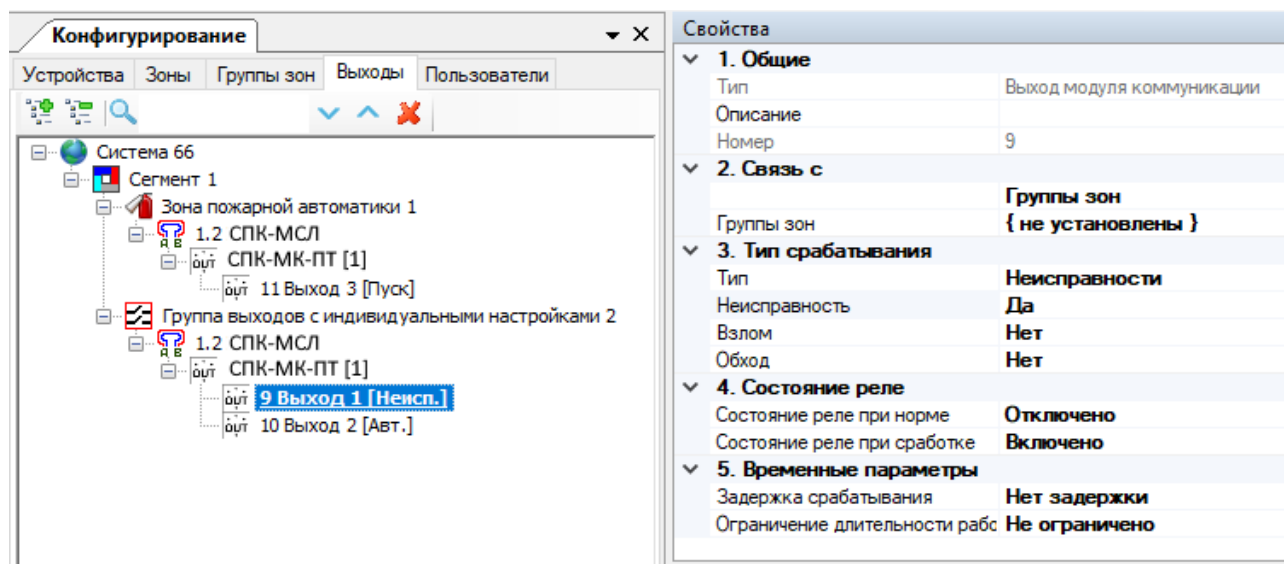 Конфигурирование
Устройства Зоны Группы зон Выходы Пользователи
Система 66
Сегмент 1
Зона пожарной автоматики 1
1.2 СПК-МСЛ
СПК-МК-ПТ [1]
11 Выход 3 [Пуск]
Группа выходов с индивидуальными настройками 2
1.2 СПК-МСЛ
СПК-МК-ПТ [1]
9 Выход 1 [Неисп.]
10 Выход 2 [Авт.]
Свойства
1. Общие
Тип Выход модуля коммуникации
Описание
Номер 9
2. Связь с
Группы зон
Группы зон { не установлены }
3. Тип срабатывания
Тип Неисправности
Неисправность Да
Взлом Нет
Обход Нет
4. Состояние реле
Состояние реле при норме Отключено
Состояние реле при сработке Включено
5. Временные параметры
Задержка срабатывания Нет задержки
Ограничение длительности рабо Не ограничено